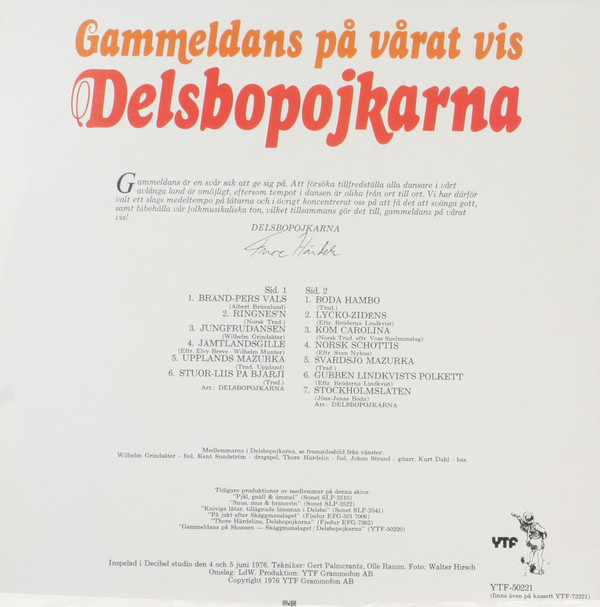 Gammeldans på vårat vis
Delsbopojkarna
Gammeldans är en svår sak att ge sig på. Att försöka tillfredställa alla dansare i vårt
avlånga land är omöjligt, eftersom tempot i dansen är olika från ort till ort. Vi har därför
valt ett slags medeltempo på låtarna och i övrigt koncentrerat oss på att få det att svänga gott,
samt bibehålla vår folkmusikaliska ton, vilket tillsammans gör det till, gammeldans på vårat
vis!
DELSBOPOJKARNA
Thore Härdelin
Sid. 1
1. BRAND-PERS VALS
(Albert Brännlund)
2. RINGNES'N
(Norsk Trad.)
3. JUNGFRUDANSEN
(Wilhelm Grindsäter)
4. JAMTLANDSGILLE
(Eftr. Elvy Breve - Wilhelm Munter)
5. UPPLANDS MAZURKA
(Trad. Uppland)
6. STUOR-LIIS PA BJARJI
(Trad.)
Arr: DELSBOPOJKARNA
Sid. 2
1. BODA HAMBO
(Trad.)
2. LYCKO-ZIDENS
(Eftr. Bröderna Lindkvist)
3. KOM CAROLINA
(Norsk Trad. eftr. Voss Spelmanslag)
4. NORSK SCHOTTIS
(Eftr. Sven Nyhus)
5. SVARDSJO MAZURKA
(Trad.)
6. GUBBEN LINDKVISTS POLKETT
(Eftr. Bröderna Lindkvist)
7. STOCKHOLMSLATEN
(Jöns-Jonas Boda)
Arr: DELSBOPOJKARNA
Medlemmarna i Delsbopojkarna, se framsidesbild från vänster:
Wilhelm Grindsäter - fiol, Kent Sundström - dragspel, Thore Härdelin - fiol, Johan Strand - gitarr, Kurt Dahl - bas.
Tidigare produktioner av medlemmar på denna skiva:
"Pjål, gnäll & ämmel" (Sonet SLP-2510)
"Snus, mus & brännvin" (Sonet SLP-2522)
"Kniviga låtar, tillägnade länsman i Delsbo" (Sonet SLP-2541)
"På jakt efter Skäggmanslaget" (Fjedur EFG-501 7006)
"Thore Härdelins, Delsbopojkarna" (Fjedur EFG-7362)
"Gammeldans på Skansen — Skäggmanslaget/Delsbopojkarna" (YTF-50220)
Inspelad i Decibel studio den 4 och 5 juni 1976. Tekniker: Gert Palmcrantz, Olle Ramm. Foto: Walter Hirsch
Omslag: LdW. Produktion: YTF Grammofon AB
Copyright 1976 YTF Grammofon AB
YTF
YTF-50221
(finns även på kassett YTF-73221)